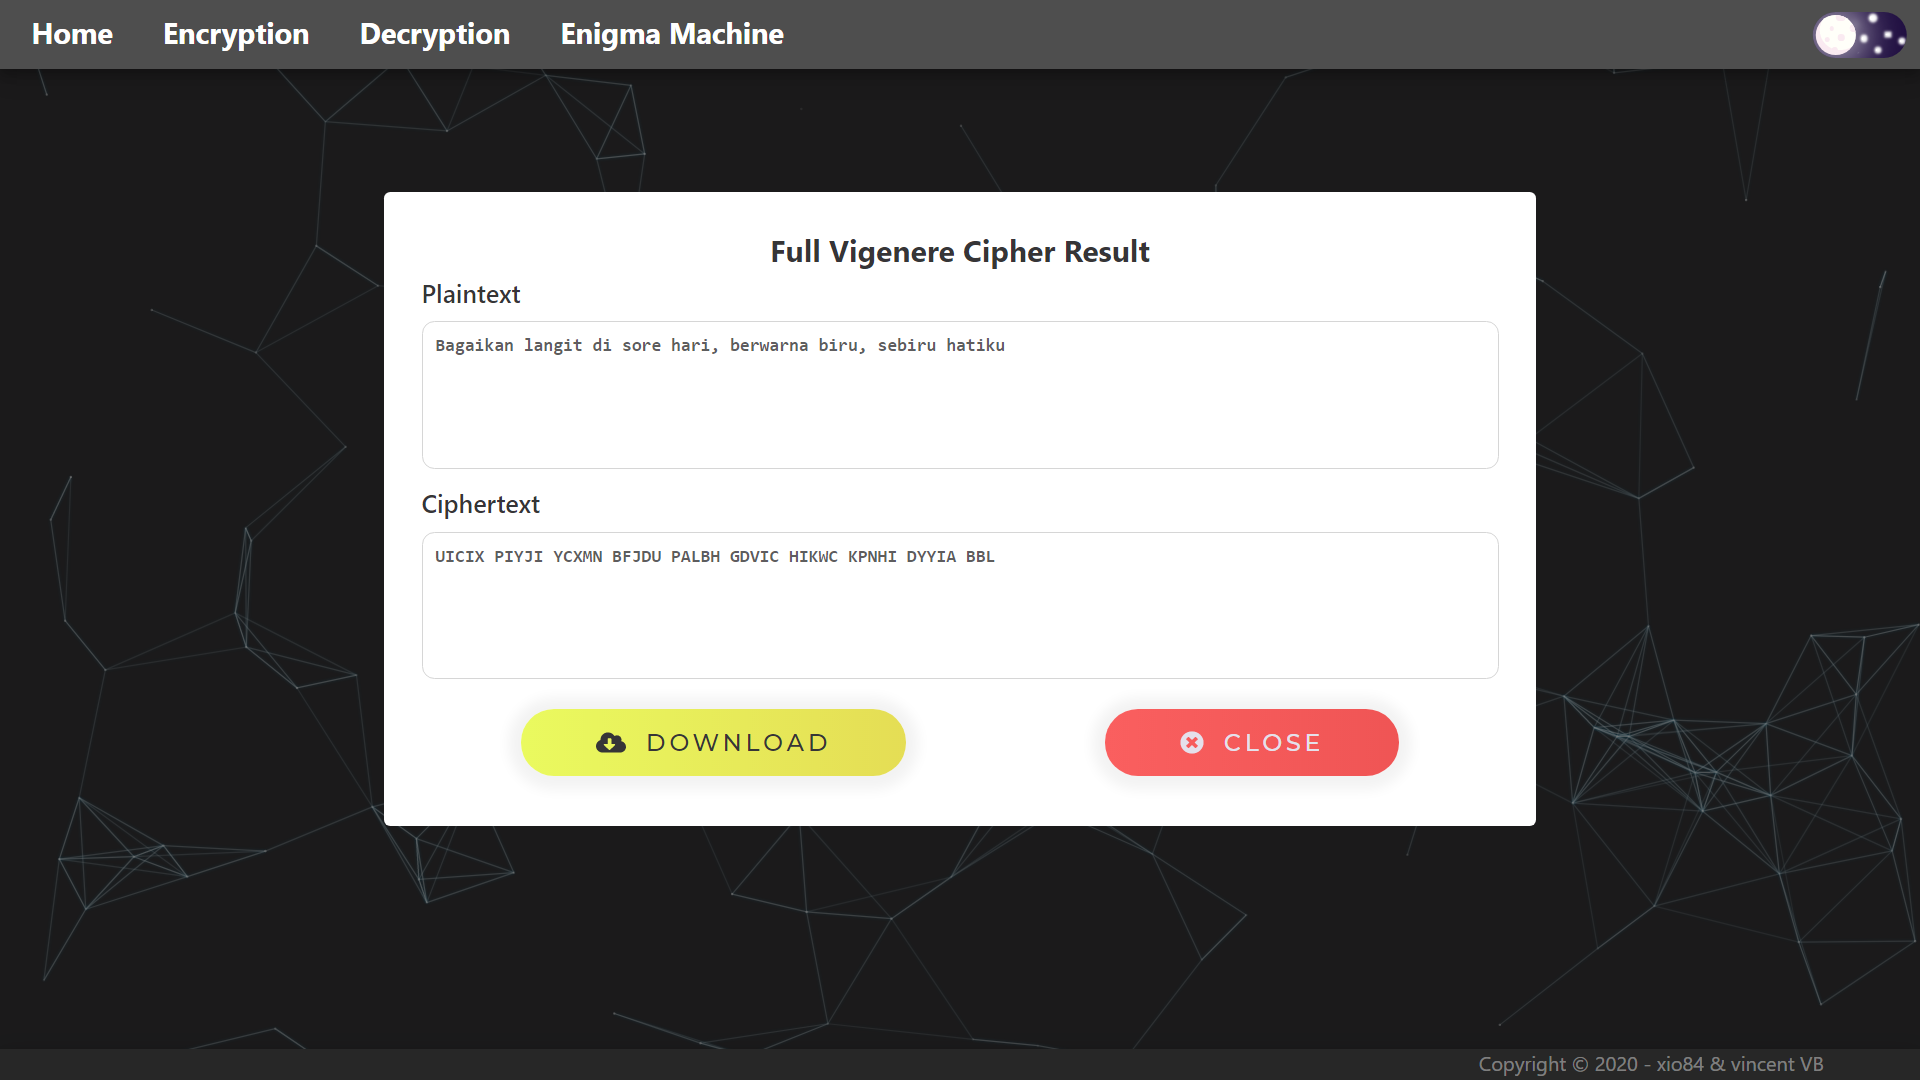 Home Encryption Decryption Enigma Machine
Full Vigenere Cipher Result
Plaintext
Bagaikan langit di sore hari, berwarna biru, sebiru hatiku
Ciphertext
UICIX PIYJI YCXMN BFJDU PALBH GDVIC HIKWC KPNHI DYYIA BBL
DOWNLOAD CLOSE
Copyright © 2020 - xio84 & vincent VB